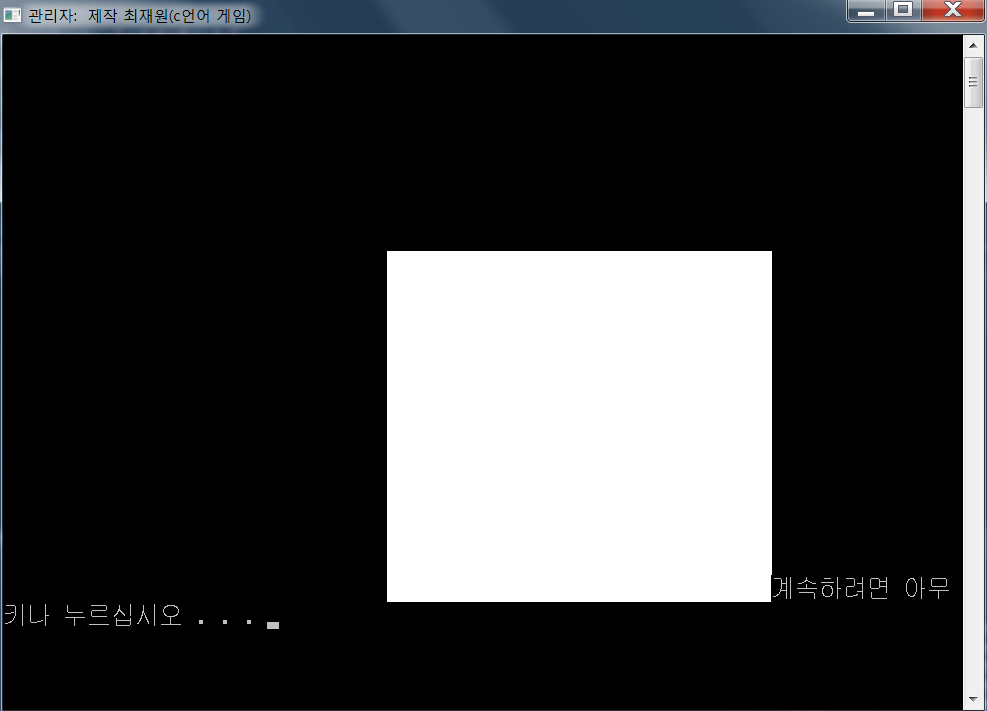 관리자:  제작 최재원(c언어 게임)
계속하려면 아무
키나 누르십시오 . . .